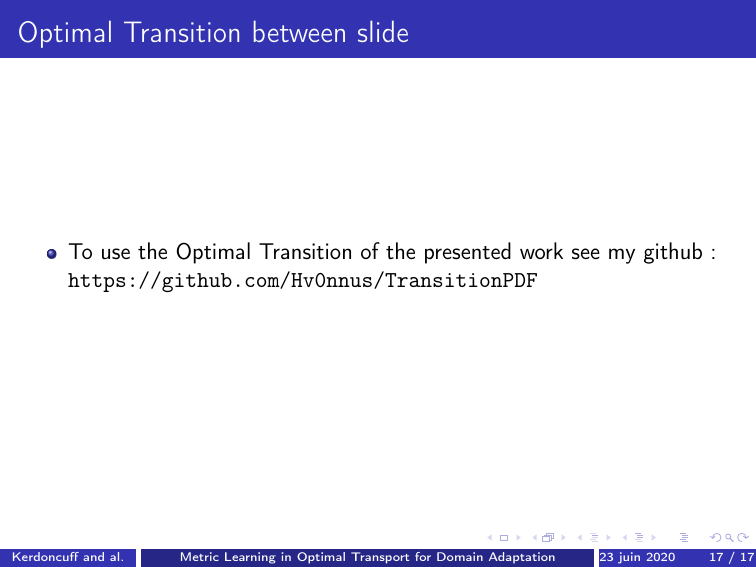 Optimal Transition between slide
To use the Optimal Transition of the presented work see my github :
https://github.com/Hv0nnus/TransitionPDF
Kerdoncuff and al.
Metric Learning in Optimal Transport for Domain Adaptation
23 juin 2020
17 / 17